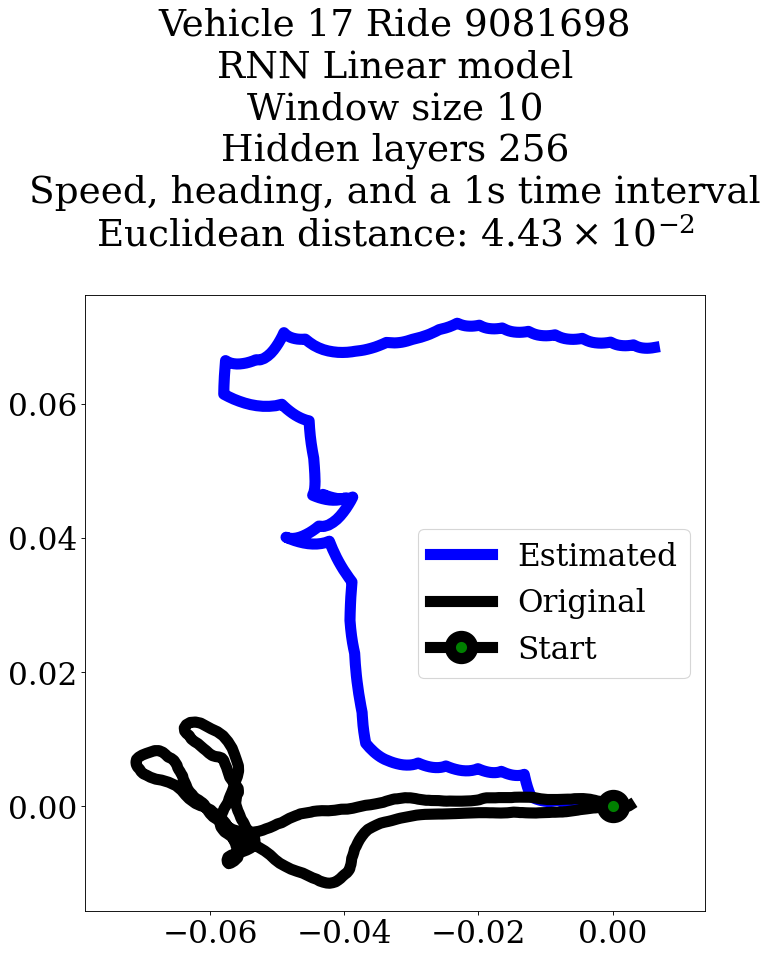 Vehicle 17 Ride 9081698
RNN Linear model
Window size 10
Hidden layers 256
Speed, heading, and a 1s time interval
Euclidean distance: 4.43 × 10⁻²
0.06
0.04
0.02
0.00
Estimated
Original
Start
−0.06 −0.04 −0.02 0.00